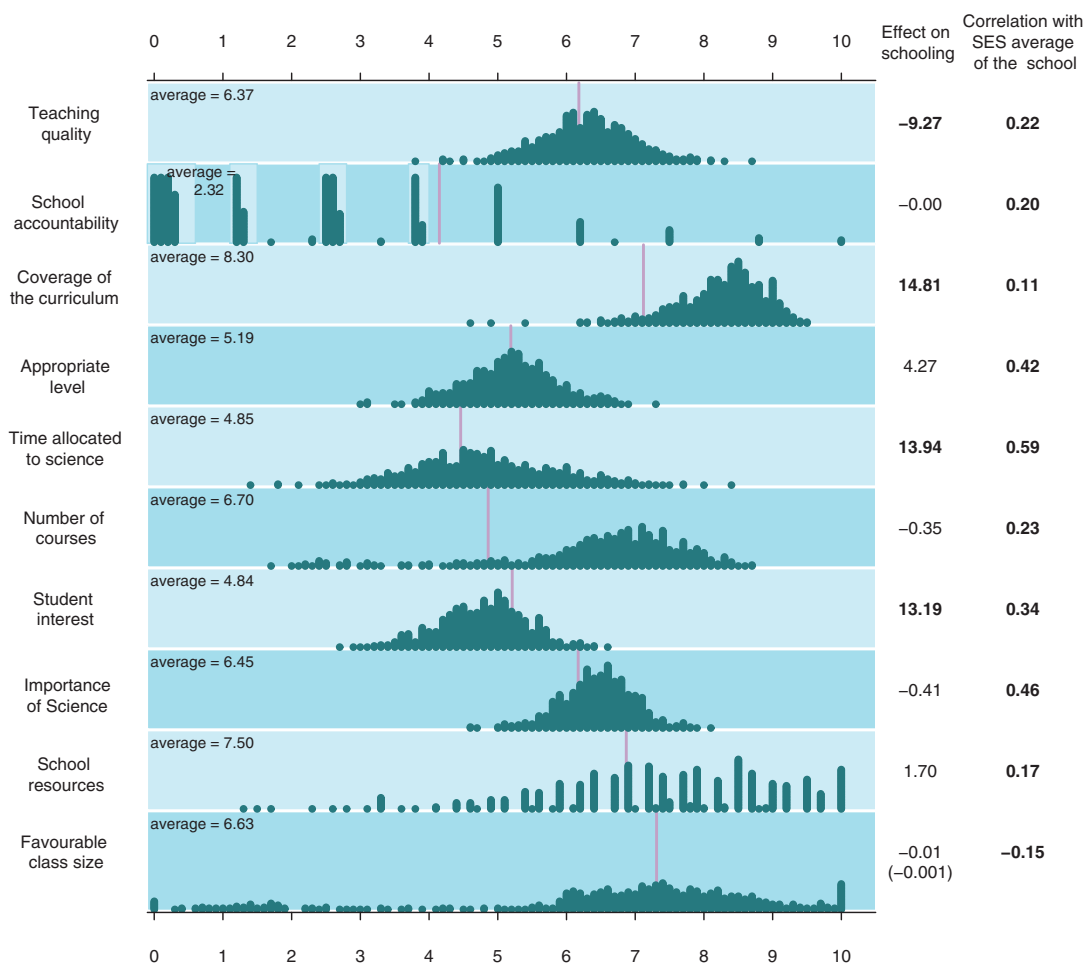 Effect on
schooling
Correlation with
SES average
of the school
0 1 2 3 4 5 6 7 8 9 10
Teaching
quality
average = 6.37
−9.27
0.22
School
accountability
average =
2.32
−0.00
0.20
Coverage of
the curriculum
average = 8.30
14.81
0.11
Appropriate
level
average = 5.19
4.27
0.42
Time allocated
to science
average = 4.85
13.94
0.59
Number of
courses
average = 6.70
−0.35
0.23
Student
interest
average = 4.84
13.19
0.34
Importance
of Science
average = 6.45
−0.41
0.46
School
resources
average = 7.50
1.70
0.17
Favourable
class size
average = 6.63
−0.01
(−0.001)
−0.15
0 1 2 3 4 5 6 7 8 9 10